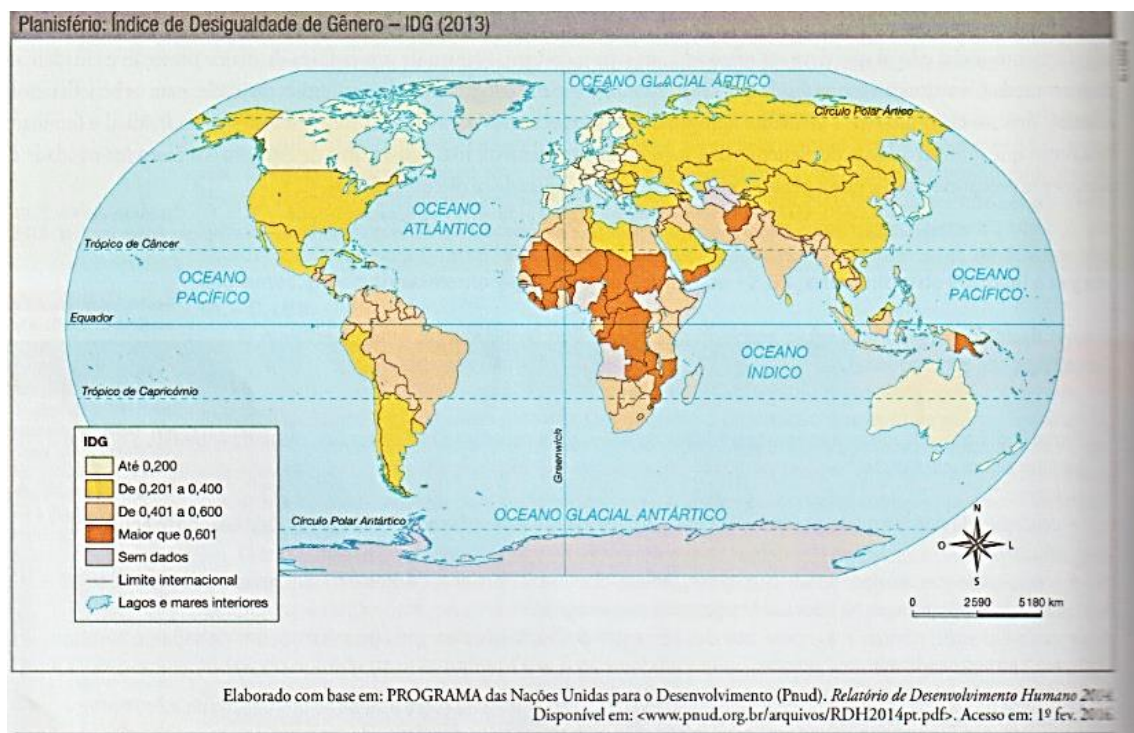 Planisfério: Índice de Desigualdade de Gênero – IDG (2013)
OCEANO GLACIAL ÁRTICO
Círculo Polar Ártico
OCEANO
ATLÂNTICO
Trópico de Câncer
OCEANO
PACÍFICO
OCEANO
PACÍFICO
Equador
OCEANO
ÍNDICO
Trópico de Capricórnio
Greenwich
IDG
Até 0,200
De 0,201 a 0,400
De 0,401 a 0,600
Maior que 0,601
Sem dados
Limite internacional
Lagos e mares interiores
Círculo Polar Antártico
OCEANO GLACIAL ANTÁRTICO
N
O
L
S
0 2590 5180 km
Elaborado com base em: PROGRAMA das Nações Unidas para o Desenvolvimento (Pnud). Relatório de Desenvolvimento Humano 2014.
Disponível em: <www.pnud.org.br/arquivos/RDH2014pt.pdf>. Acesso em: 1º fev. 2016.